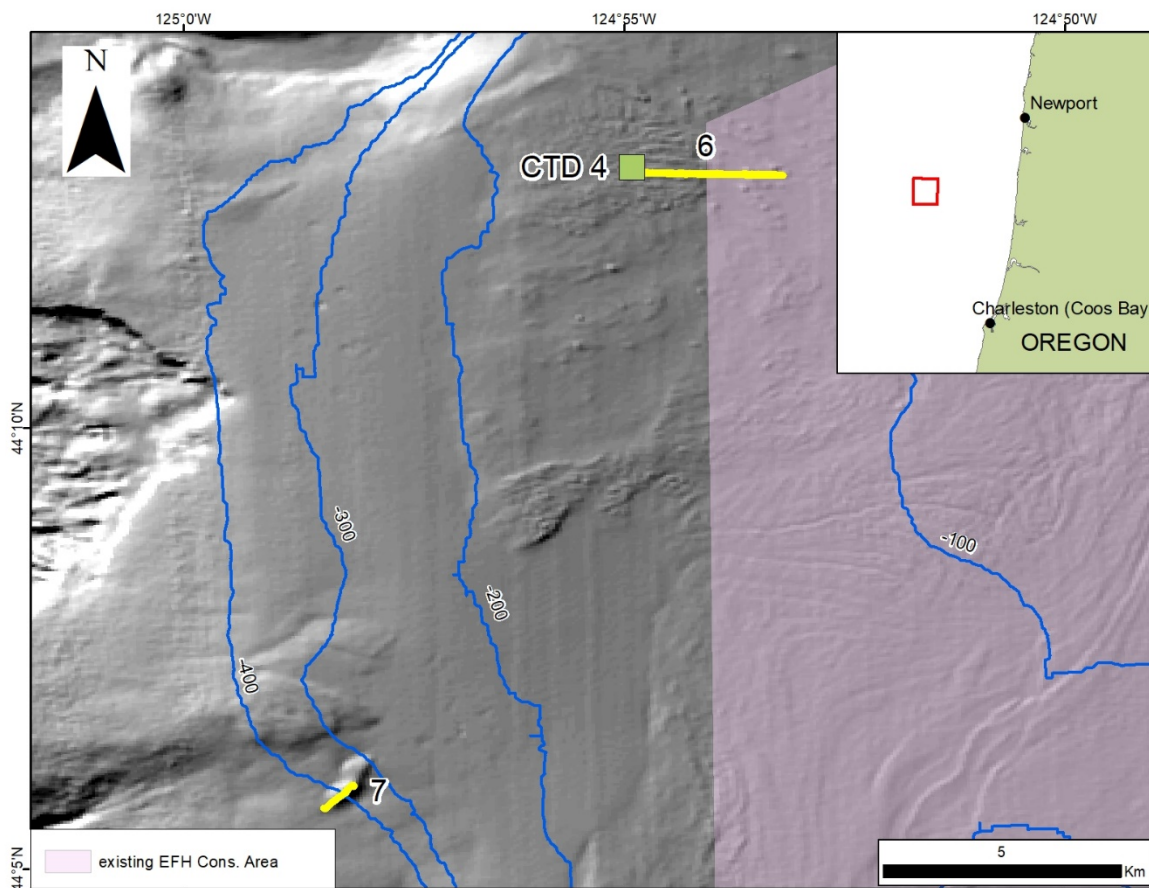 125°0'W
124°55'W
124°50'W
N
6
CTD 4
Newport
Charleston (Coos Bay
OREGON
44°10'N
-300
-100
-200
-400
7
44°5'N
existing EFH Cons. Area
5
Km